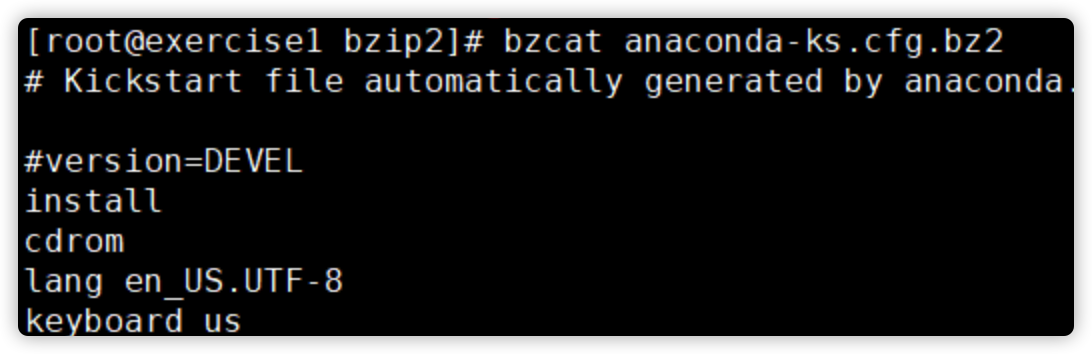 [root@exercise1 bzip2]# bzcat anaconda-ks.cfg.bz2
# Kickstart file automatically generated by anaconda.

#version=DEVEL
install
cdrom
lang en_US.UTF-8
keyboard us